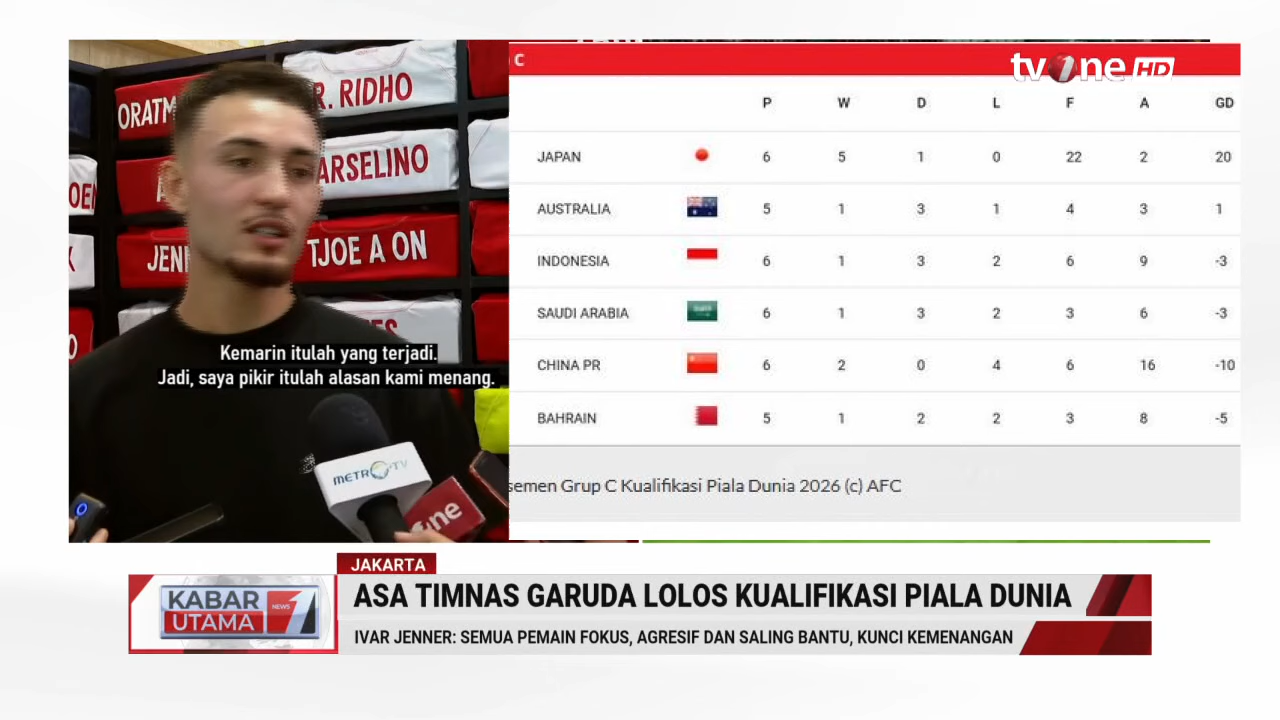 ORATM
R. RIDHO
ARSELINO
JENN
TJOE A ON
Kemarin itulah yang terjadi.
Jadi, saya pikir itulah alasan kami menang.
METRO TV
one
C
tvOne HD
P W D L F A GD
JAPAN 6 5 1 0 22 2 20
AUSTRALIA 5 1 3 1 4 3 1
INDONESIA 6 1 3 2 6 9 -3
SAUDI ARABIA 6 1 3 2 3 6 -3
CHINA PR 6 2 0 4 6 16 -10
BAHRAIN 5 1 2 2 3 8 -5
semen Grup C Kualifikasi Piala Dunia 2026 (c) AFC
JAKARTA
KABAR
UTAMA
NEWS 1
ASA TIMNAS GARUDA LOLOS KUALIFIKASI PIALA DUNIA
IVAR JENNER: SEMUA PEMAIN FOKUS, AGRESIF DAN SALING BANTU, KUNCI KEMENANGAN